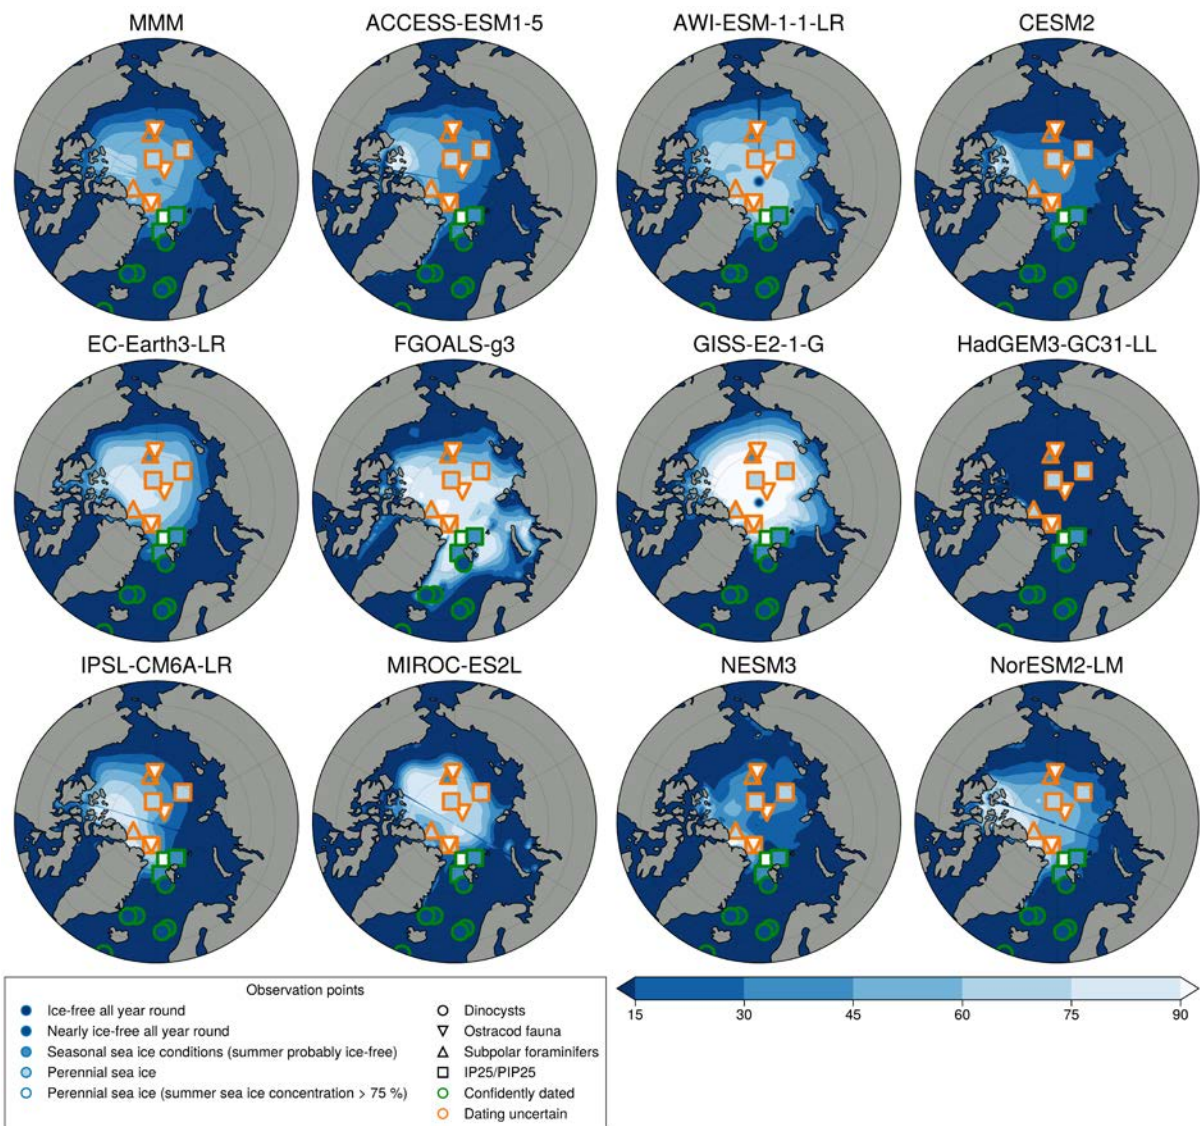 MMM ACCESS-ESM1-5 AWI-ESM-1-1-LR CESM2
EC-Earth3-LR FGOALS-g3 GISS-E2-1-G HadGEM3-GC31-LL
IPSL-CM6A-LR MIROC-ES2L NESM3 NorESM2-LM
Observation points
Ice-free all year round
Nearly ice-free all year round
Seasonal sea ice conditions (summer probably ice-free)
Perennial sea ice
Perennial sea ice (summer sea ice concentration > 75 %)
Dinocysts
Ostracod fauna
Subpolar foraminifers
IP25/PIP25
Confidently dated
Dating uncertain
15 30 45 60 75 90